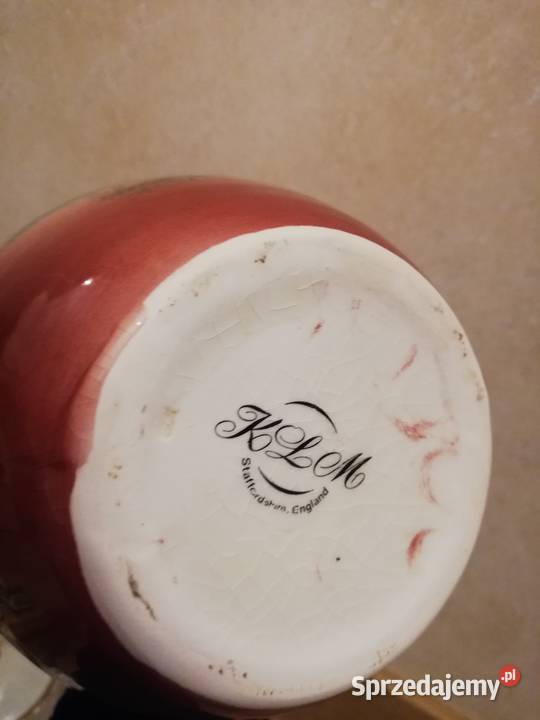 KLM
Staffordshire, England
Sprzedajemy.pl